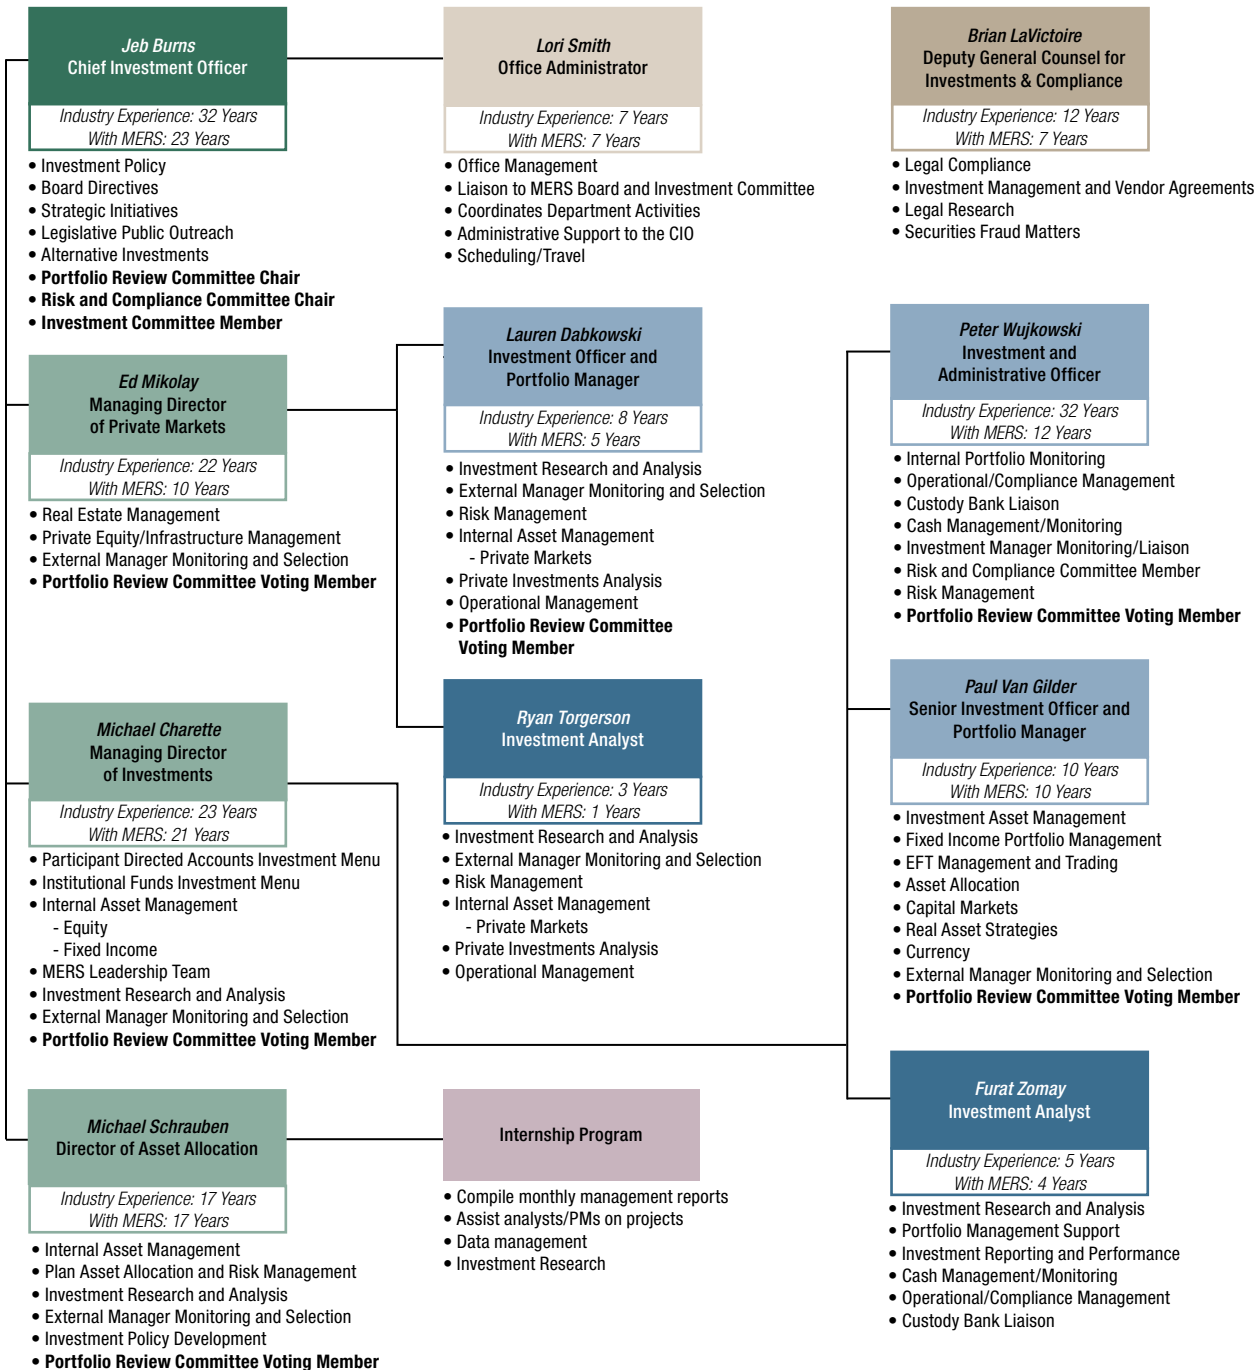 Jeb Burns
Chief Investment Officer
Industry Experience: 32 Years
With MERS: 23 Years
• Investment Policy
• Board Directives
• Strategic Initiatives
• Legislative Public Outreach
• Alternative Investments
• Portfolio Review Committee Chair
• Risk and Compliance Committee Chair
• Investment Committee Member
Lori Smith
Office Administrator
Industry Experience: 7 Years
With MERS: 7 Years
• Office Management
• Liaison to MERS Board and Investment Committee
• Coordinates Department Activities
• Administrative Support to the CIO
• Scheduling/Travel
Brian LaVictoire
Deputy General Counsel for
Investments & Compliance
Industry Experience: 12 Years
With MERS: 7 Years
• Legal Compliance
• Investment Management and Vendor Agreements
• Legal Research
• Securities Fraud Matters
Ed Mikolay
Managing Director
of Private Markets
Industry Experience: 22 Years
With MERS: 10 Years
• Real Estate Management
• Private Equity/Infrastructure Management
• External Manager Monitoring and Selection
• Portfolio Review Committee Voting Member
Lauren Dabkowski
Investment Officer and
Portfolio Manager
Industry Experience: 8 Years
With MERS: 5 Years
• Investment Research and Analysis
• External Manager Monitoring and Selection
• Risk Management
• Internal Asset Management
- Private Markets
• Private Investments Analysis
• Operational Management
• Portfolio Review Committee
Voting Member
Peter Wujkowski
Investment and
Administrative Officer
Industry Experience: 32 Years
With MERS: 12 Years
• Internal Portfolio Monitoring
• Operational/Compliance Management
• Custody Bank Liaison
• Cash Management/Monitoring
• Investment Manager Monitoring/Liaison
• Risk and Compliance Committee Member
• Risk Management
• Portfolio Review Committee Voting Member
Michael Charette
Managing Director
of Investments
Industry Experience: 23 Years
With MERS: 21 Years
• Participant Directed Accounts Investment Menu
• Institutional Funds Investment Menu
• Internal Asset Management
- Equity
- Fixed Income
• MERS Leadership Team
• Investment Research and Analysis
• External Manager Monitoring and Selection
• Portfolio Review Committee Voting Member
Ryan Torgerson
Investment Analyst
Industry Experience: 3 Years
With MERS: 1 Years
• Investment Research and Analysis
• External Manager Monitoring and Selection
• Risk Management
• Internal Asset Management
- Private Markets
• Private Investments Analysis
• Operational Management
Paul Van Gilder
Senior Investment Officer and
Portfolio Manager
Industry Experience: 10 Years
With MERS: 10 Years
• Investment Asset Management
• Fixed Income Portfolio Management
• EFT Management and Trading
• Asset Allocation
• Capital Markets
• Real Asset Strategies
• Currency
• External Manager Monitoring and Selection
• Portfolio Review Committee Voting Member
Michael Schrauben
Director of Asset Allocation
Industry Experience: 17 Years
With MERS: 17 Years
• Internal Asset Management
• Plan Asset Allocation and Risk Management
• Investment Research and Analysis
• External Manager Monitoring and Selection
• Investment Policy Development
• Portfolio Review Committee Voting Member
Internship Program
• Compile monthly management reports
• Assist analysts/PMs on projects
• Data management
• Investment Research
Furat Zomay
Investment Analyst
Industry Experience: 5 Years
With MERS: 4 Years
• Investment Research and Analysis
• Portfolio Management Support
• Investment Reporting and Performance
• Cash Management/Monitoring
• Operational/Compliance Management
• Custody Bank Liaison